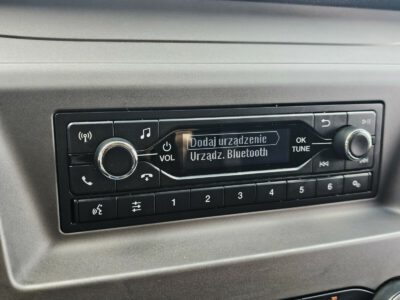 Dodaj urzadzenie
Urządz. Bluetooth
VOL
OK
TUNE
1
2
3
4
5
6